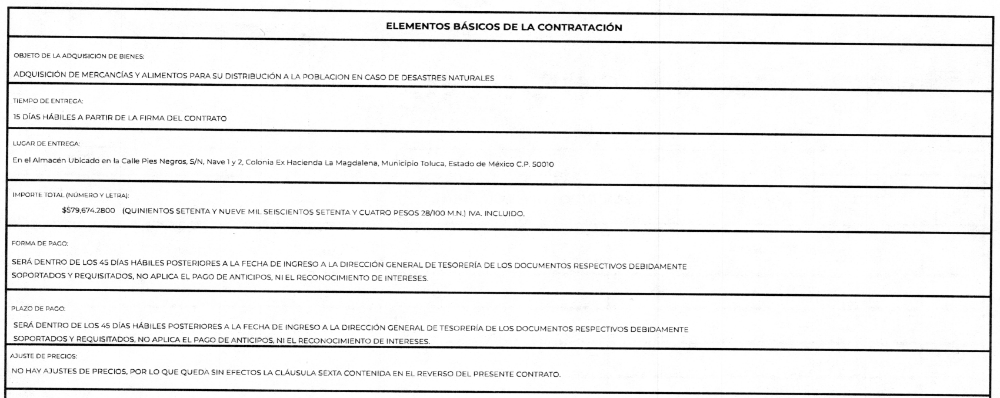 ELEMENTOS BÁSICOS DE LA CONTRATACIÓN
OBJETO DE LA ADQUISICIÓN DE BIENES:
ADQUISICIÓN DE MERCANCÍAS Y ALIMENTOS PARA SU DISTRIBUCIÓN A LA POBLACION EN CASO DE DESASTRES NATURALES
TIEMPO DE ENTREGA:
15 DÍAS HÁBILES A PARTIR DE LA FIRMA DEL CONTRATO
LUGAR DE ENTREGA:
En el Almacén Ubicado en la Calle Pies Negros, S/N, Nave 1 y 2, Colonia Ex Hacienda La Magdalena, Municipio Toluca, Estado de México C.P. 50010
IMPORTE TOTAL (NÚMERO Y LETRA):
$579,674.2800 (QUINIENTOS SETENTA Y NUEVE MIL SEISCIENTOS SETENTA Y CUATRO PESOS 28/100 M.N.) IVA. INCLUIDO.
FORMA DE PAGO:
SERÁ DENTRO DE LOS 45 DÍAS HÁBILES POSTERIORES A LA FECHA DE INGRESO A LA DIRECCIÓN GENERAL DE TESORERÍA DE LOS DOCUMENTOS RESPECTIVOS DEBIDAMENTE
SOPORTADOS Y REQUISITADOS, NO APLICA EL PAGO DE ANTICIPOS, NI EL RECONOCIMIENTO DE INTERESES.
PLAZO DE PAGO:
SERÁ DENTRO DE LOS 45 DÍAS HÁBILES POSTERIORES A LA FECHA DE INGRESO A LA DIRECCIÓN GENERAL DE TESORERÍA DE LOS DOCUMENTOS RESPECTIVOS DEBIDAMENTE
SOPORTADOS Y REQUISITADOS, NO APLICA EL PAGO DE ANTICIPOS, NI EL RECONOCIMIENTO DE INTERESES.
AJUSTE DE PRECIOS:
NO HAY AJUSTES DE PRECIOS, POR LO QUE QUEDA SIN EFECTOS LA CLÁUSULA SEXTA CONTENIDA EN EL REVERSO DEL PRESENTE CONTRATO.